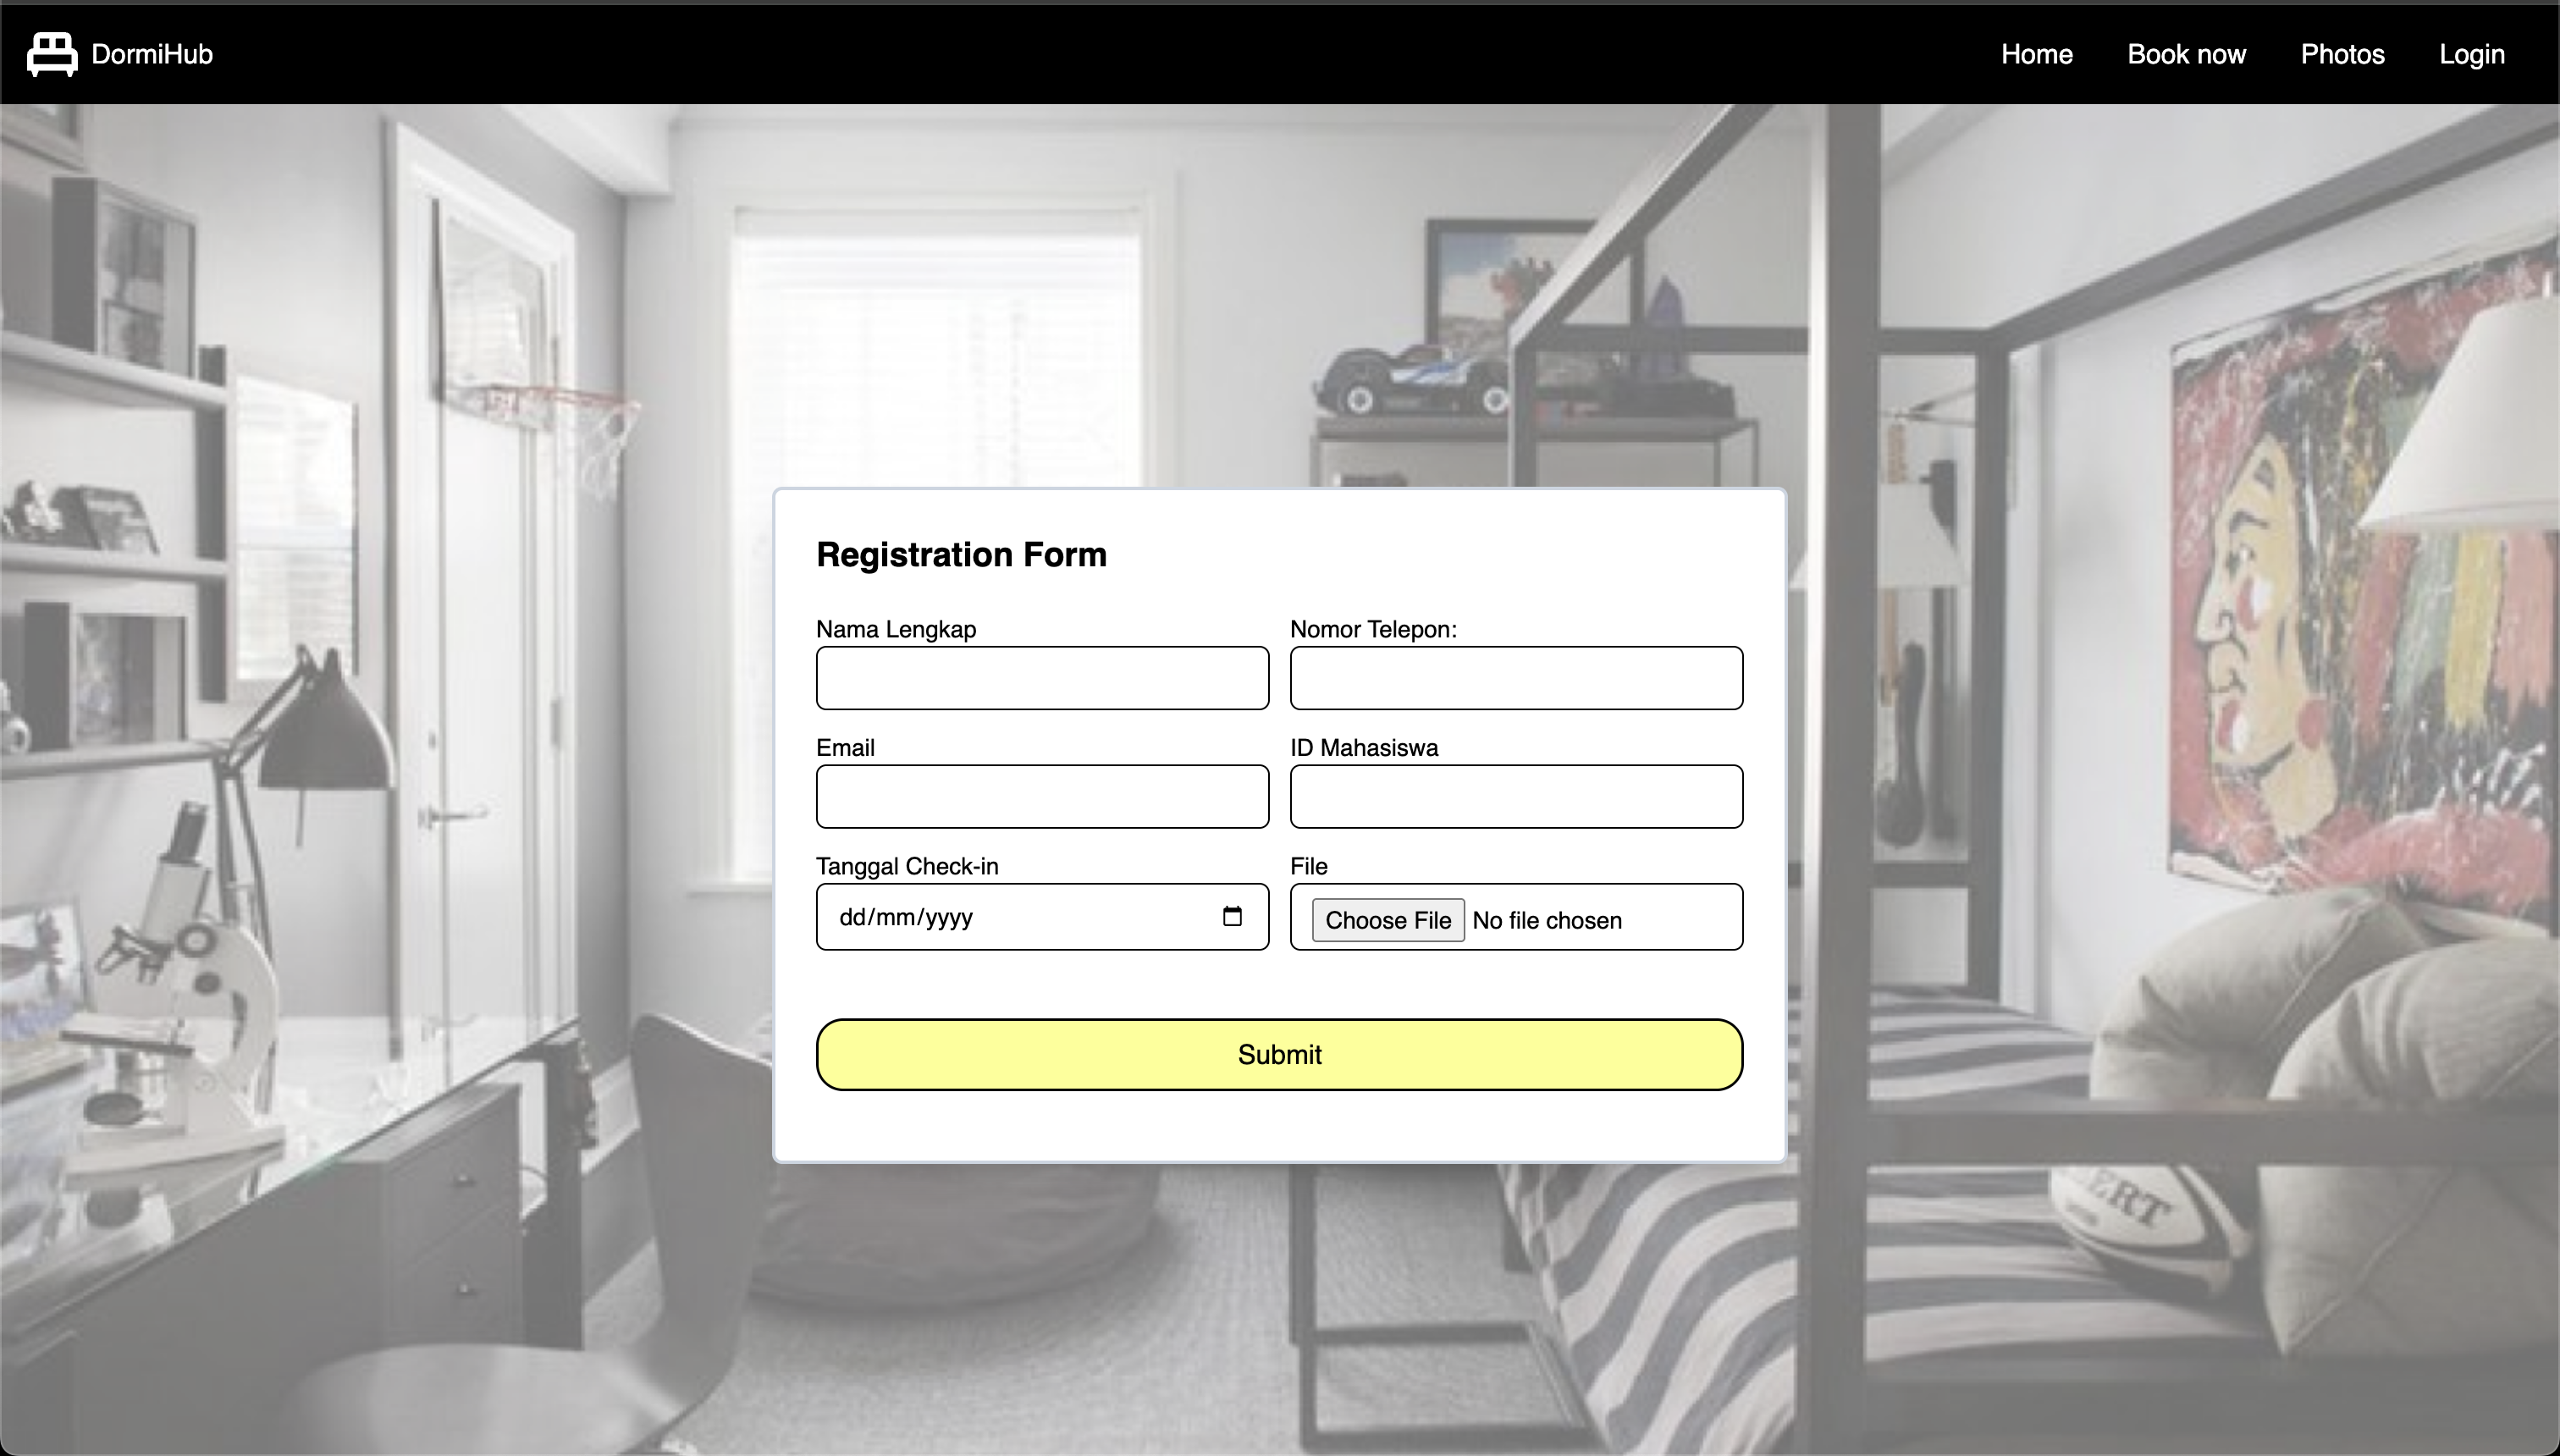 DormiHub
Home Book now Photos Login
Registration Form
Nama Lengkap Nomor Telepon:
Email ID Mahasiswa
Tanggal Check-in File
dd/mm/yyyy Choose File No file chosen
Submit
ERT